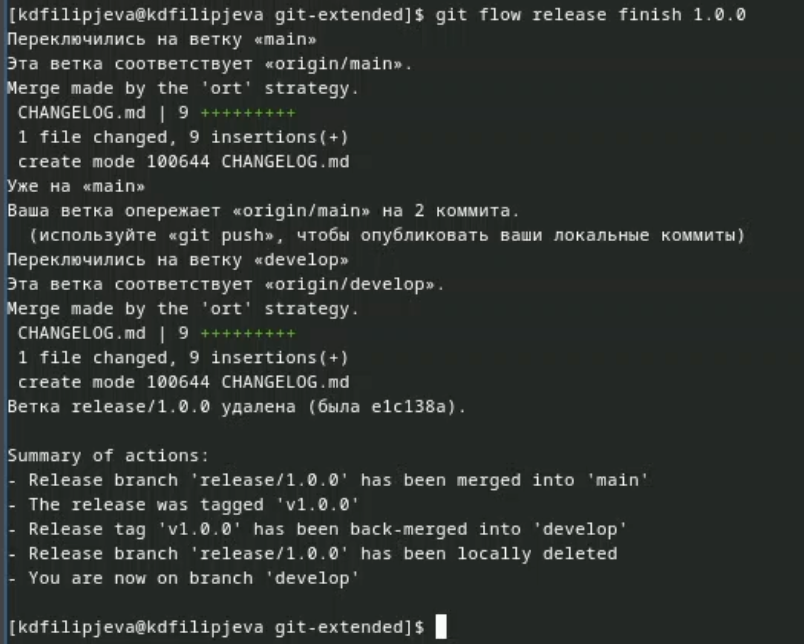 [kdfilipjeva@kdfilipjeva git-extended]$ git flow release finish 1.0.0
Переключились на ветку «main»
Эта ветка соответствует «origin/main».
Merge made by the 'ort' strategy.
 CHANGELOG.md | 9 +++++++++
 1 file changed, 9 insertions(+)
 create mode 100644 CHANGELOG.md
Уже на «main»
Ваша ветка опережает «origin/main» на 2 коммита.
  (используйте «git push», чтобы опубликовать ваши локальные коммиты)
Переключились на ветку «develop»
Эта ветка соответствует «origin/develop».
Merge made by the 'ort' strategy.
 CHANGELOG.md | 9 +++++++++
 1 file changed, 9 insertions(+)
 create mode 100644 CHANGELOG.md
Ветка release/1.0.0 удалена (была e1c138a).

Summary of actions:
- Release branch 'release/1.0.0' has been merged into 'main'
- The release was tagged 'v1.0.0'
- Release tag 'v1.0.0' has been back-merged into 'develop'
- Release branch 'release/1.0.0' has been locally deleted
- You are now on branch 'develop'

[kdfilipjeva@kdfilipjeva git-extended]$